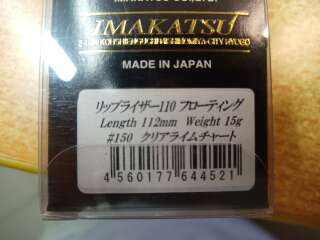 IMAKATSU
MADE IN JAPAN
リップライザー110 フローティング
Length 112mm Weight 15g
#150 クリアライムチャート
4 560177 644521